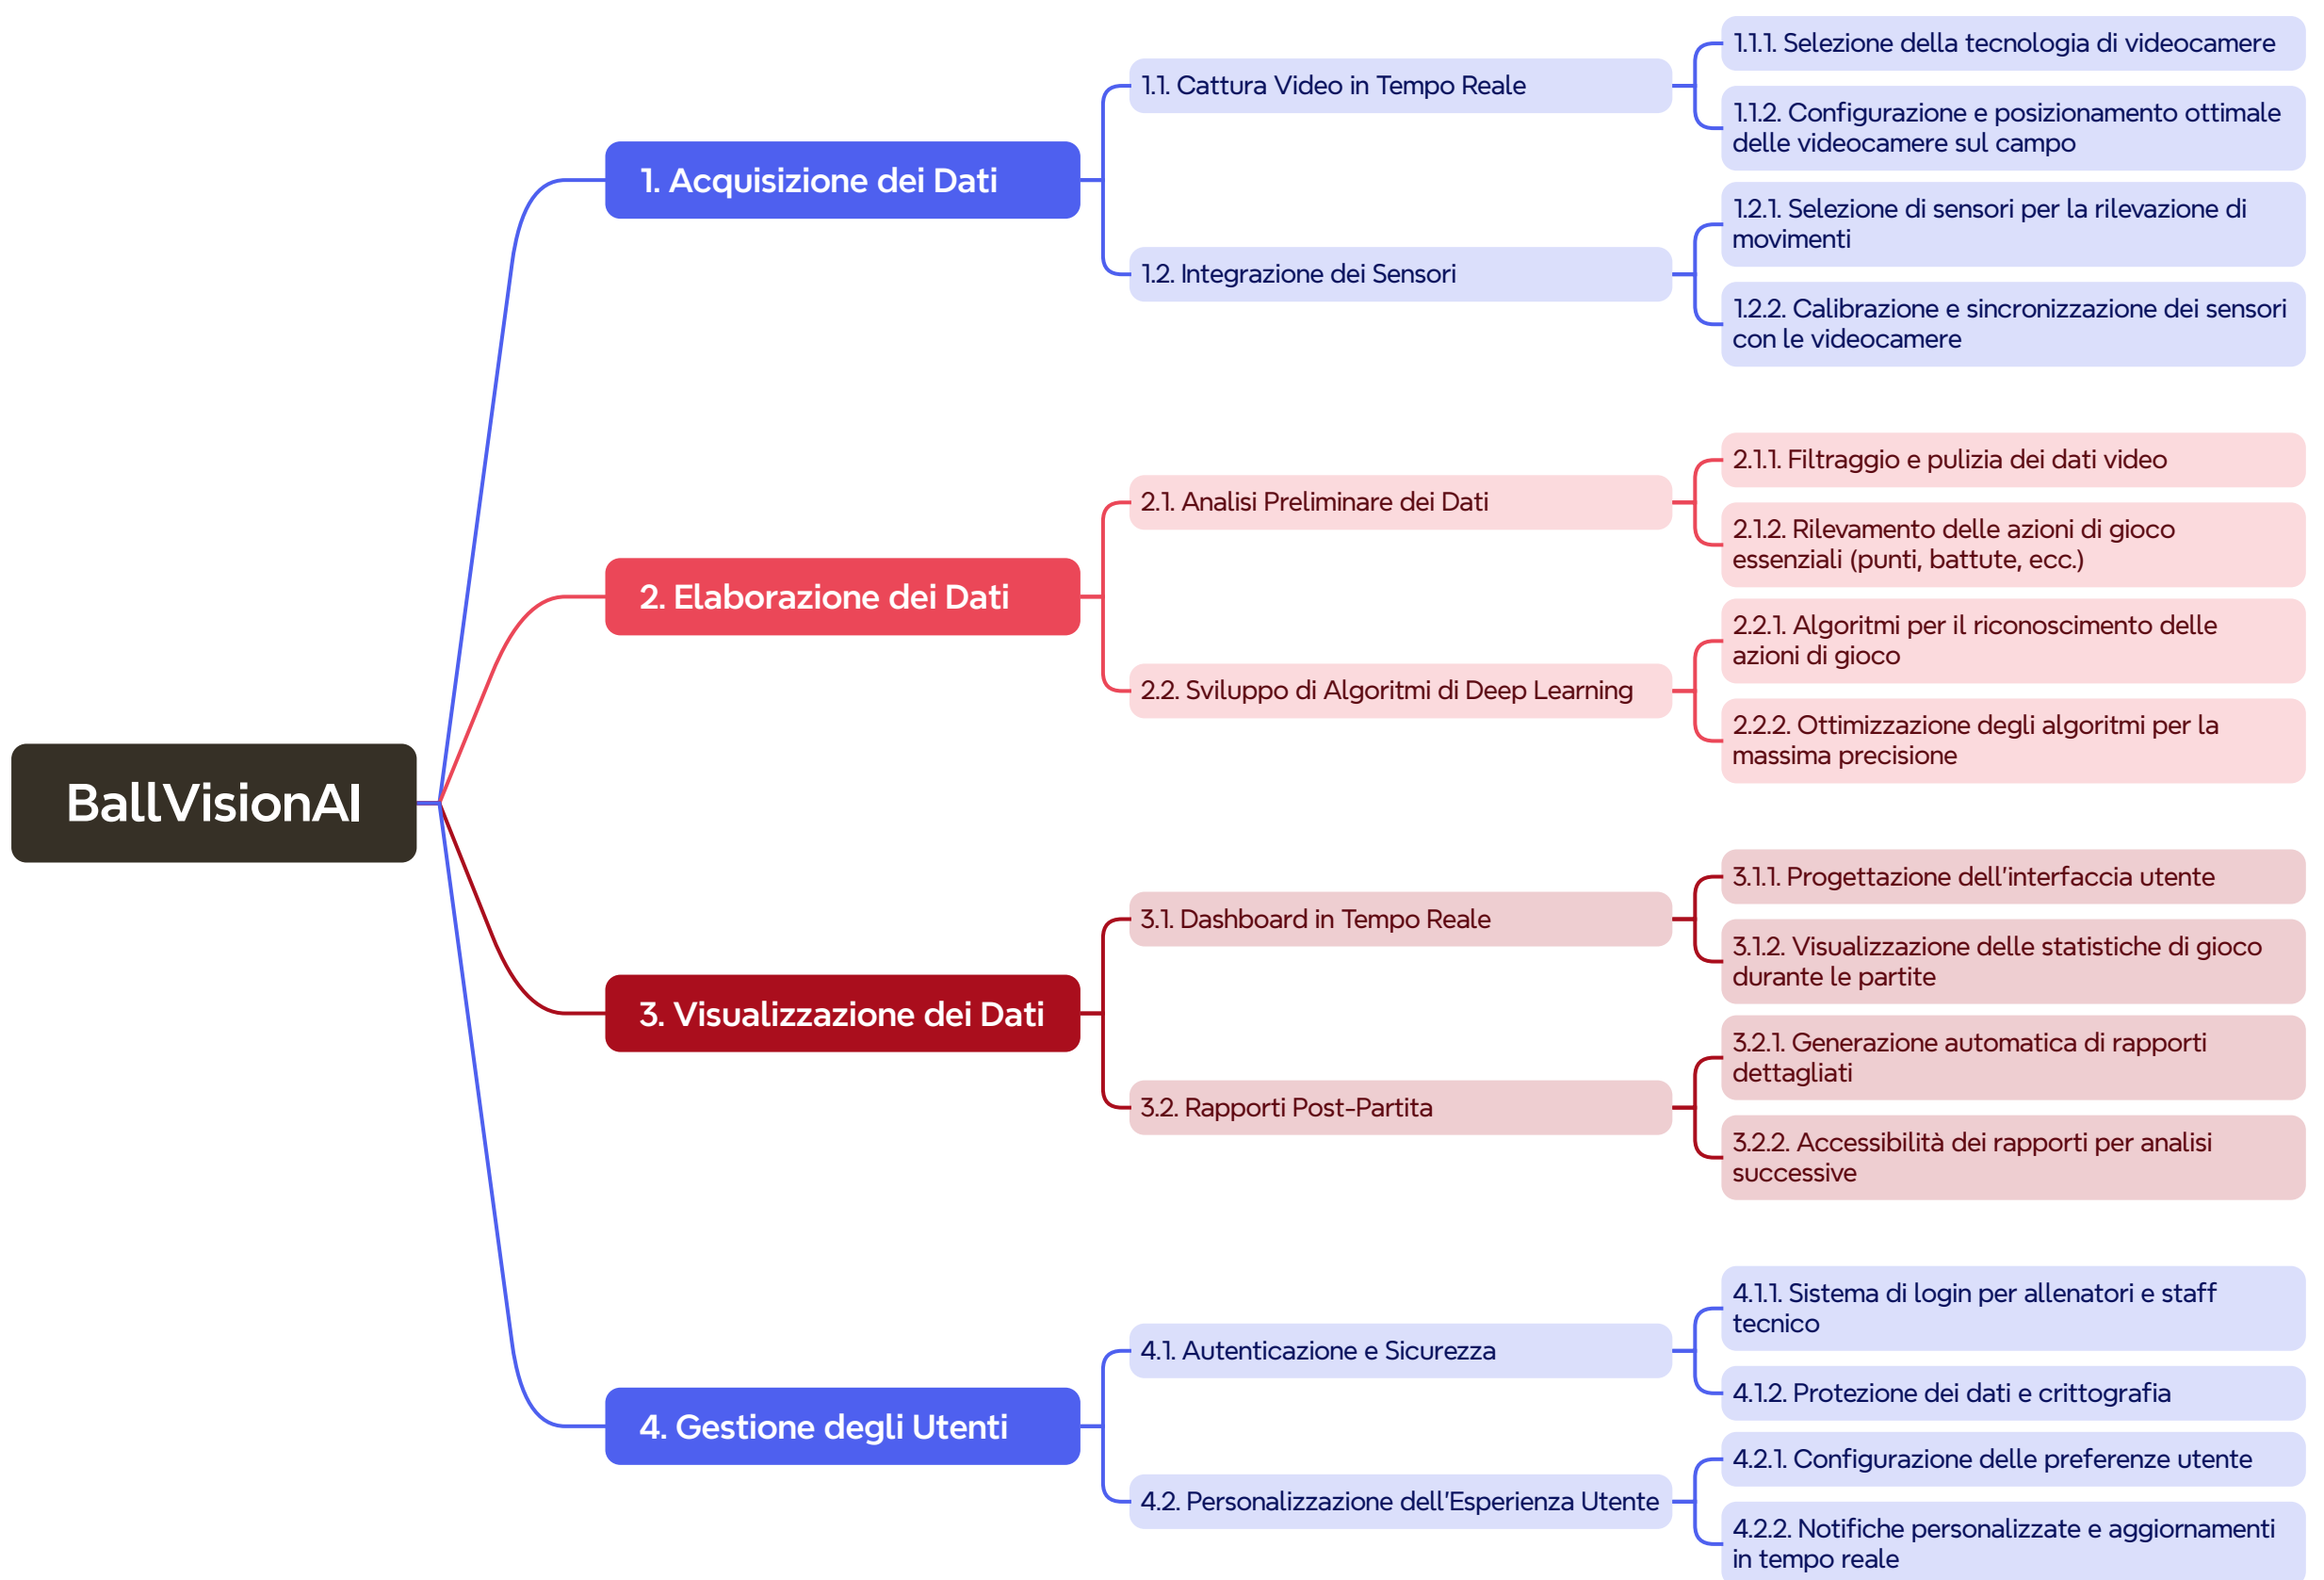 BallVisionAI
1. Acquisizione dei Dati
1.1. Cattura Video in Tempo Reale
1.1.1. Selezione della tecnologia di videocamere
1.1.2. Configurazione e posizionamento ottimale
delle videocamere sul campo
1.2. Integrazione dei Sensori
1.2.1. Selezione di sensori per la rilevazione di
movimenti
1.2.2. Calibrazione e sincronizzazione dei sensori
con le videocamere
2. Elaborazione dei Dati
2.1. Analisi Preliminare dei Dati
2.1.1. Filtraggio e pulizia dei dati video
2.1.2. Rilevamento delle azioni di gioco
essenziali (punti, battute, ecc.)
2.2. Sviluppo di Algoritmi di Deep Learning
2.2.1. Algoritmi per il riconoscimento delle
azioni di gioco
2.2.2. Ottimizzazione degli algoritmi per la
massima precisione
3. Visualizzazione dei Dati
3.1. Dashboard in Tempo Reale
3.1.1. Progettazione dell'interfaccia utente
3.1.2. Visualizzazione delle statistiche di gioco
durante le partite
3.2. Rapporti Post-Partita
3.2.1. Generazione automatica di rapporti
dettagliati
3.2.2. Accessibilità dei rapporti per analisi
successive
4. Gestione degli Utenti
4.1. Autenticazione e Sicurezza
4.1.1. Sistema di login per allenatori e staff
tecnico
4.1.2. Protezione dei dati e crittografia
4.2. Personalizzazione dell'Esperienza Utente
4.2.1. Configurazione delle preferenze utente
4.2.2. Notifiche personalizzate e aggiornamenti
in tempo reale